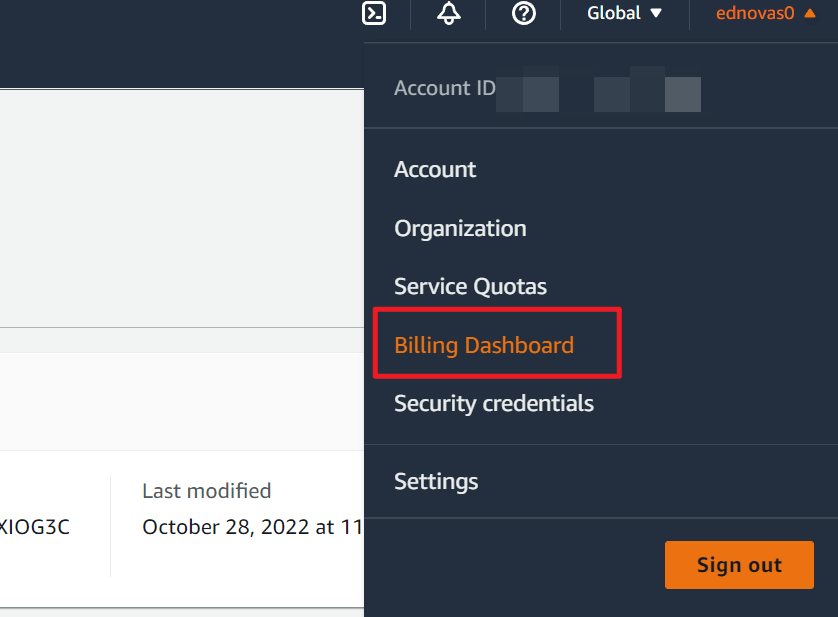 Global ednovas0
Account ID
Account
Organization
Service Quotas
Billing Dashboard
Security credentials
Settings
Sign out
Last modified
XIOG3C October 28, 2022 at 11